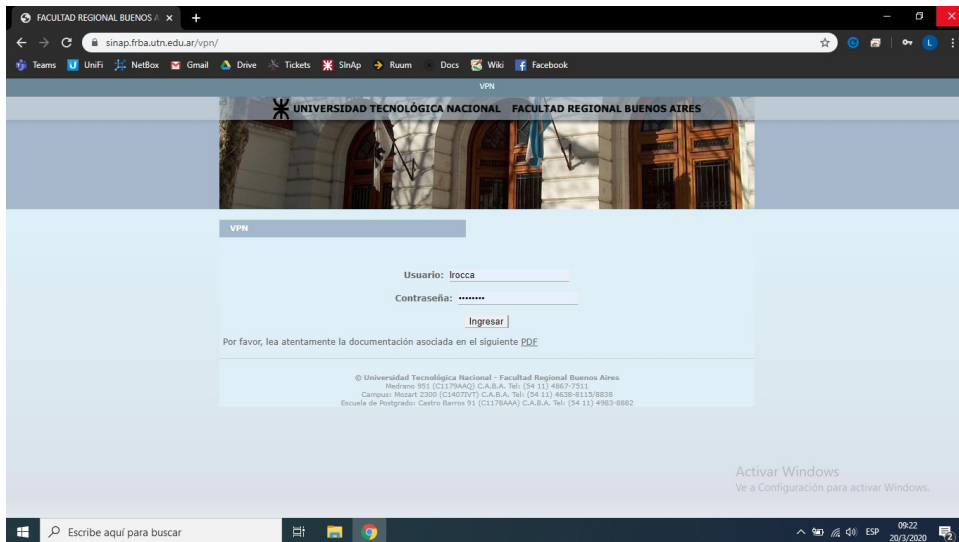 FACULTAD REGIONAL BUENOS A
sinap.frba.utn.edu.ar/vpn/
L
Teams UniFi NetBox Gmail Drive Tickets SInAp Ruum Docs Wiki Facebook
VPN
UNIVERSIDAD TECNOLÓGICA NACIONAL FACULTAD REGIONAL BUENOS AIRES
VPN
Usuario: lrocca
Contraseña: ••••••••
Ingresar
Por favor, lea atentamente la documentación asociada en el siguiente PDF
© Universidad Tecnológica Nacional - Facultad Regional Buenos Aires
Medrano 951 (C1179AAQ) C.A.B.A. Tel: (54 11) 4867-7511
Campus: Mozart 2300 (C1407IVT) C.A.B.A. Tel: (54 11) 4638-8115/8838
Escuela de Postgrado: Castro Barros 91 (C1178AAA) C.A.B.A. Tel: (54 11) 4983-8882
Activar Windows
Ve a Configuración para activar Windows.
Escribe aquí para buscar
ESP
09:22
20/3/2020
2